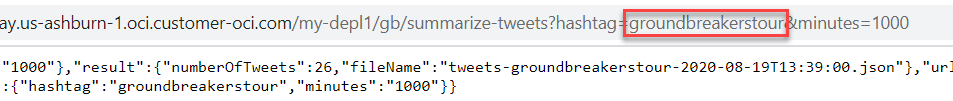 ay.us-ashburn-1.oci.customer-oci.com/my-depl1/gb/summarize-tweets?hashtag=groundbreakerstour&minutes=1000
"1000"},"result":{"numberOfTweets":26,"fileName":"tweets-groundbreakerstour-2020-08-19T13:39:00.json"},"url
:{"hashtag":"groundbreakerstour","minutes":"1000"}}